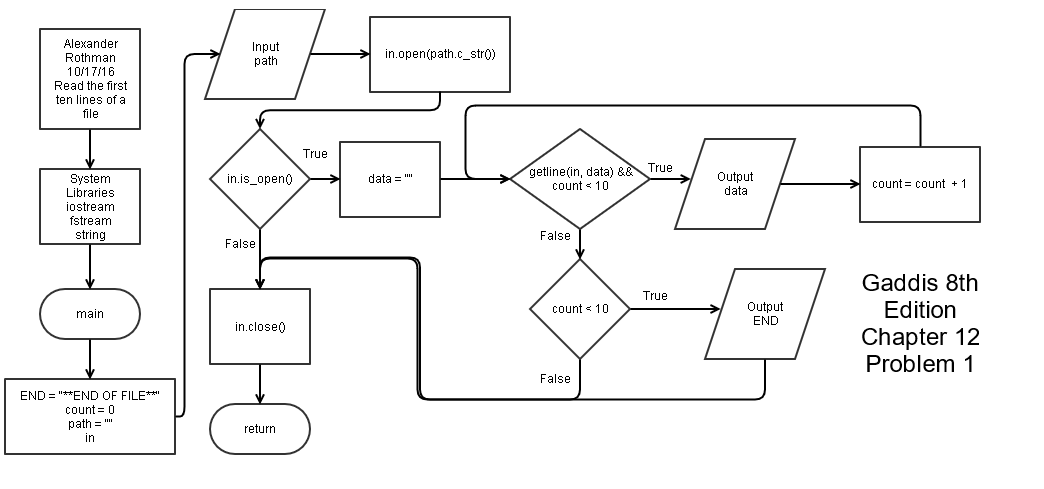 Alexander
Rothman
10/17/16
Read the first
ten lines of a
file
System
Libraries
iostream
fstream
string
main
END = "**END OF FILE**"
count = 0
path = ""
in
Input
path
in.open(path.c_str())
in.is_open()
True
False
data = ""
getline(in, data) &&
count < 10
True
False
Output
data
count = count + 1
count < 10
True
False
Output
END
in.close()
return
Gaddis 8th
Edition
Chapter 12
Problem 1